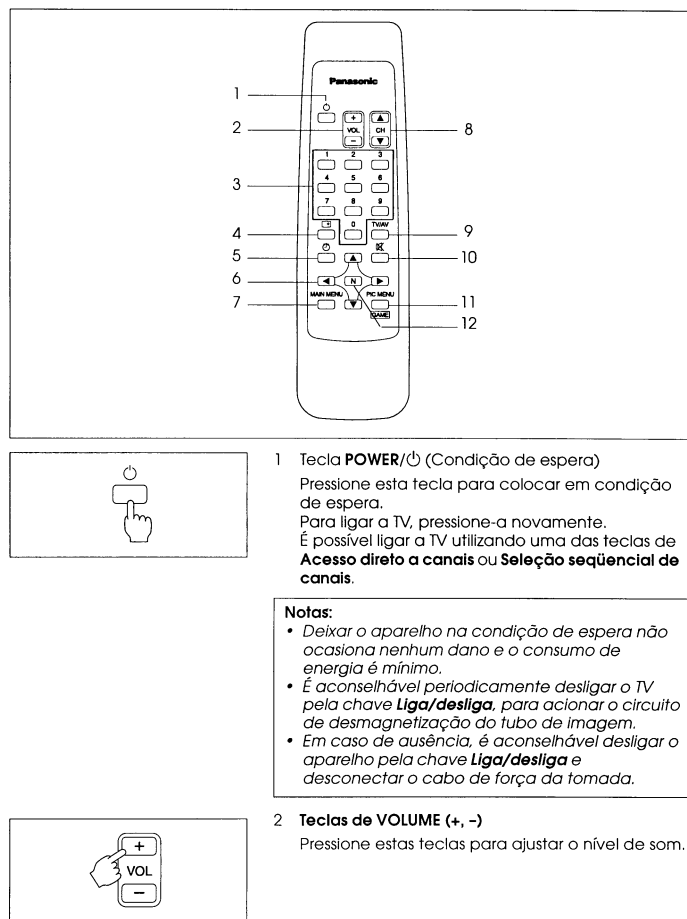 Panasonic
1
2
3
4
5
6
7
8
9
10
11
12
+
VOL
−
▲
CH
▼
1 2 3
4 5 6
7 8 9
0 TV/AV
▲
◀ N ▶
MAIN MENU ▼ PIC MENU
GAME
1 Tecla POWER/⏻ (Condição de espera)
Pressione esta tecla para colocar em condição
de espera.
Para ligar a TV, pressione-a novamente.
É possível ligar a TV utilizando uma das teclas de
Acesso direto a canais ou Seleção seqüencial de
canais.
Notas:
• Deixar o aparelho na condição de espera não
ocasiona nenhum dano e o consumo de
energia é mínimo.
• É aconselhável periodicamente desligar o TV
pela chave Liga/desliga, para acionar o circuito
de desmagnetização do tubo de imagem.
• Em caso de ausência, é aconselhável desligar o
aparelho pela chave Liga/desliga e
desconectar o cabo de força da tomada.
+
VOL
−
2 Teclas de VOLUME (+, –)
Pressione estas teclas para ajustar o nível de som.